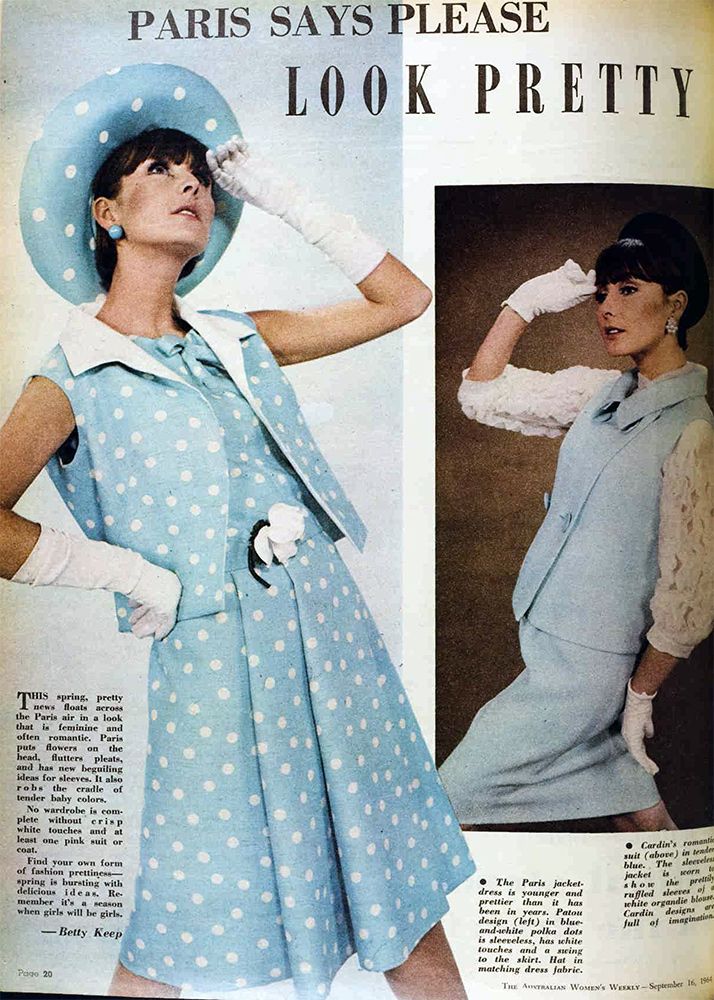 PARIS SAYS PLEASE
LOOK PRETTY
THIS spring, pretty
news floats across
the Paris air in a look
that is feminine and
often romantic. Paris
puts flowers on the
head, flutters pleats,
and has new beguiling
ideas for sleeves. It also
robs the cradle of
tender baby colors.
No wardrobe is com-
plete without crisp
white touches and at
least one pink suit or
coat.
Find your own form
of fashion prettiness—
spring is bursting with
delicious ideas. Re-
member it's a season
when girls will be girls.
—Betty Keep
• The Paris jacket-
dress is younger and
prettier than it has
been in years. Patou
design (left) in blue-
and-white polka dots
is sleeveless, has white
touches and a swing
to the skirt. Hat in
matching dress fabric.
• Cardin's romantic
suit (above) in tender
blue. The sleeveless
jacket is worn to
show the prettily
ruffled sleeves of a
white organdie blouse.
Cardin designs are
full of imagination.
Page 20
THE AUSTRALIAN WOMEN'S WEEKLY — September 16, 1964